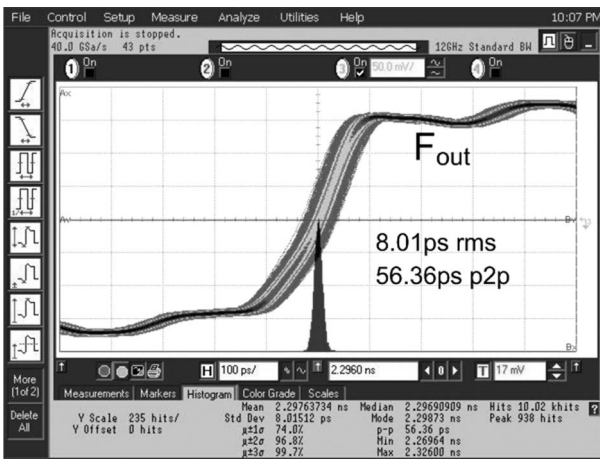 File Control Setup Measure Analyze Utilities Help 10:07 PM
Acquisition is stopped.
40.0 GSa/s 43 pts 12GHz Standard BW
1 On 2 On 3 On 50.0 mV/ 4 On
Ax
Fout
Ay By
8.01ps rms
56.36ps p2p
Bx
More
(1of 2)
Delete
All
H 100 ps/ 2.2960 ns 0 T 17 mV
Measurements Markers Histogram Color Grade Scales
Mean 2.29763734 ns Median 2.29690909 ns Hits 10.02 khits
Y Scale 235 hits/ Std Dev 8.01512 ps Mode 2.29873 ns Peak 938 hits
Y Offset 0 hits μ±1σ 74.0% p-p 56.36 ps
μ±2σ 96.8% Min 2.26964 ns
μ±3σ 99.7% Max 2.32600 ns